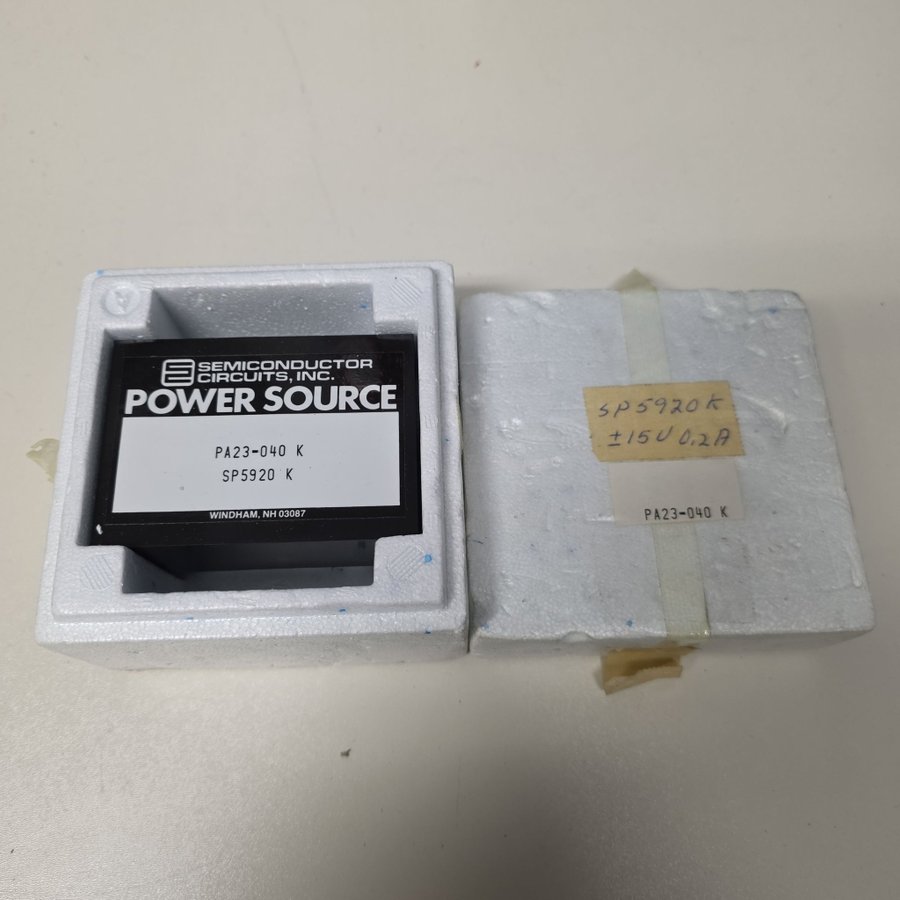 SEMICONDUCTOR
CIRCUITS, INC.
POWER SOURCE
PA23-040 K
SP5920 K
WINDHAM, NH 03087
SP5920K
±15V 0.2A
PA23-040 K